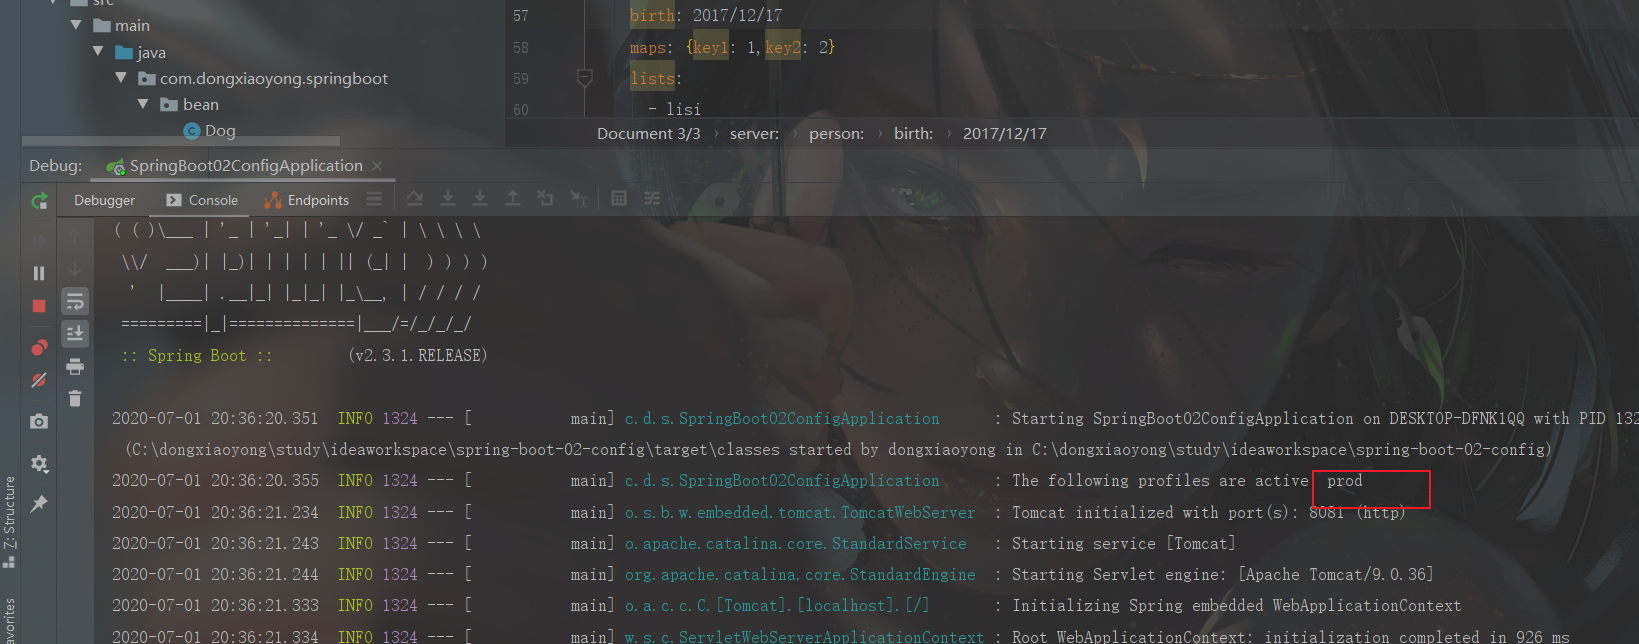 src
main
java
com.dongxiaoyong.springboot
bean
Dog
57 birth: 2017/12/17
58 maps: {key1: 1,key2: 2}
59 lists:
60 - lisi
Document 3/3 › server: › person: › birth: › 2017/12/17
Debug: SpringBoot02ConfigApplication ×
Debugger Console Endpoints
( ( )\___ | '_ | '_| | '_ \/ _` | \ \ \ \
\\/  ___)| |_)| | | | | || (_| |  ) ) ) )
'  |____| .__|_| |_|_| |_\__, | / / / /
=========|_|==============|___/=/_/_/_/
:: Spring Boot :: (v2.3.1.RELEASE)
2020-07-01 20:36:20.351 INFO 1324 --- [ main] c.d.s.SpringBoot02ConfigApplication : Starting SpringBoot02ConfigApplication on DESKTOP-DFNK1QQ with PID 132
(C:\dongxiaoyong\study\ideaworkspace\spring-boot-02-config\target\classes started by dongxiaoyong in C:\dongxiaoyong\study\ideaworkspace\spring-boot-02-config)
2020-07-01 20:36:20.355 INFO 1324 --- [ main] c.d.s.SpringBoot02ConfigApplication : The following profiles are active prod
2020-07-01 20:36:21.234 INFO 1324 --- [ main] o.s.b.w.embedded.tomcat.TomcatWebServer : Tomcat initialized with port(s): 8081 (http)
2020-07-01 20:36:21.243 INFO 1324 --- [ main] o.apache.catalina.core.StandardService : Starting service [Tomcat]
2020-07-01 20:36:21.244 INFO 1324 --- [ main] org.apache.catalina.core.StandardEngine : Starting Servlet engine: [Apache Tomcat/9.0.36]
2020-07-01 20:36:21.333 INFO 1324 --- [ main] o.a.c.c.C.[Tomcat].[localhost].[/] : Initializing Spring embedded WebApplicationContext
2020-07-01 20:36:21.334 INFO 1324 --- [ main] w.s.c.ServletWebServerApplicationContext : Root WebApplicationContext: initialization completed in 926 ms
7: Structure
avorites